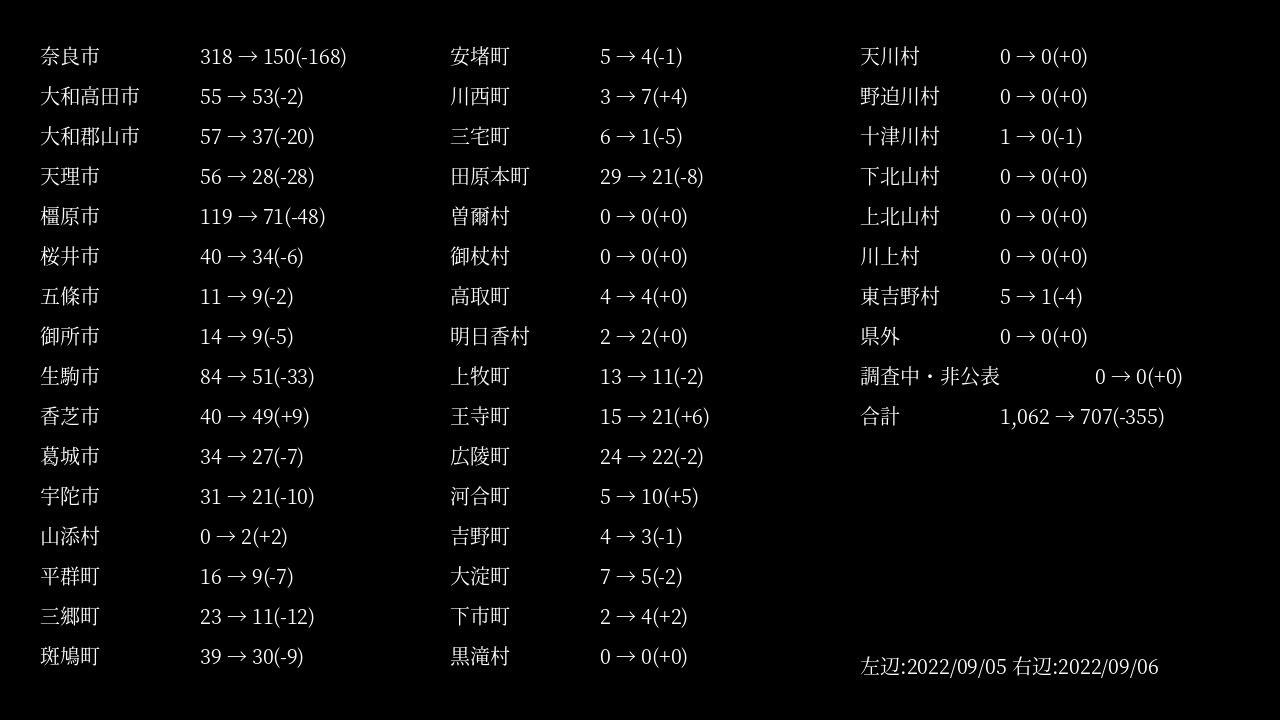 奈良市 318 → 150(-168)
大和高田市 55 → 53(-2)
大和郡山市 57 → 37(-20)
天理市 56 → 28(-28)
橿原市 119 → 71(-48)
桜井市 40 → 34(-6)
五條市 11 → 9(-2)
御所市 14 → 9(-5)
生駒市 84 → 51(-33)
香芝市 40 → 49(+9)
葛城市 34 → 27(-7)
宇陀市 31 → 21(-10)
山添村 0 → 2(+2)
平群町 16 → 9(-7)
三郷町 23 → 11(-12)
斑鳩町 39 → 30(-9)
安堵町 5 → 4(-1)
川西町 3 → 7(+4)
三宅町 6 → 1(-5)
田原本町 29 → 21(-8)
曽爾村 0 → 0(+0)
御杖村 0 → 0(+0)
高取町 4 → 4(+0)
明日香村 2 → 2(+0)
上牧町 13 → 11(-2)
王寺町 15 → 21(+6)
広陵町 24 → 22(-2)
河合町 5 → 10(+5)
吉野町 4 → 3(-1)
大淀町 7 → 5(-2)
下市町 2 → 4(+2)
黒滝村 0 → 0(+0)
天川村 0 → 0(+0)
野迫川村 0 → 0(+0)
十津川村 1 → 0(-1)
下北山村 0 → 0(+0)
上北山村 0 → 0(+0)
川上村 0 → 0(+0)
東吉野村 5 → 1(-4)
県外 0 → 0(+0)
調査中・非公表 0 → 0(+0)
合計 1,062 → 707(-355)
左辺:2022/09/05 右辺:2022/09/06